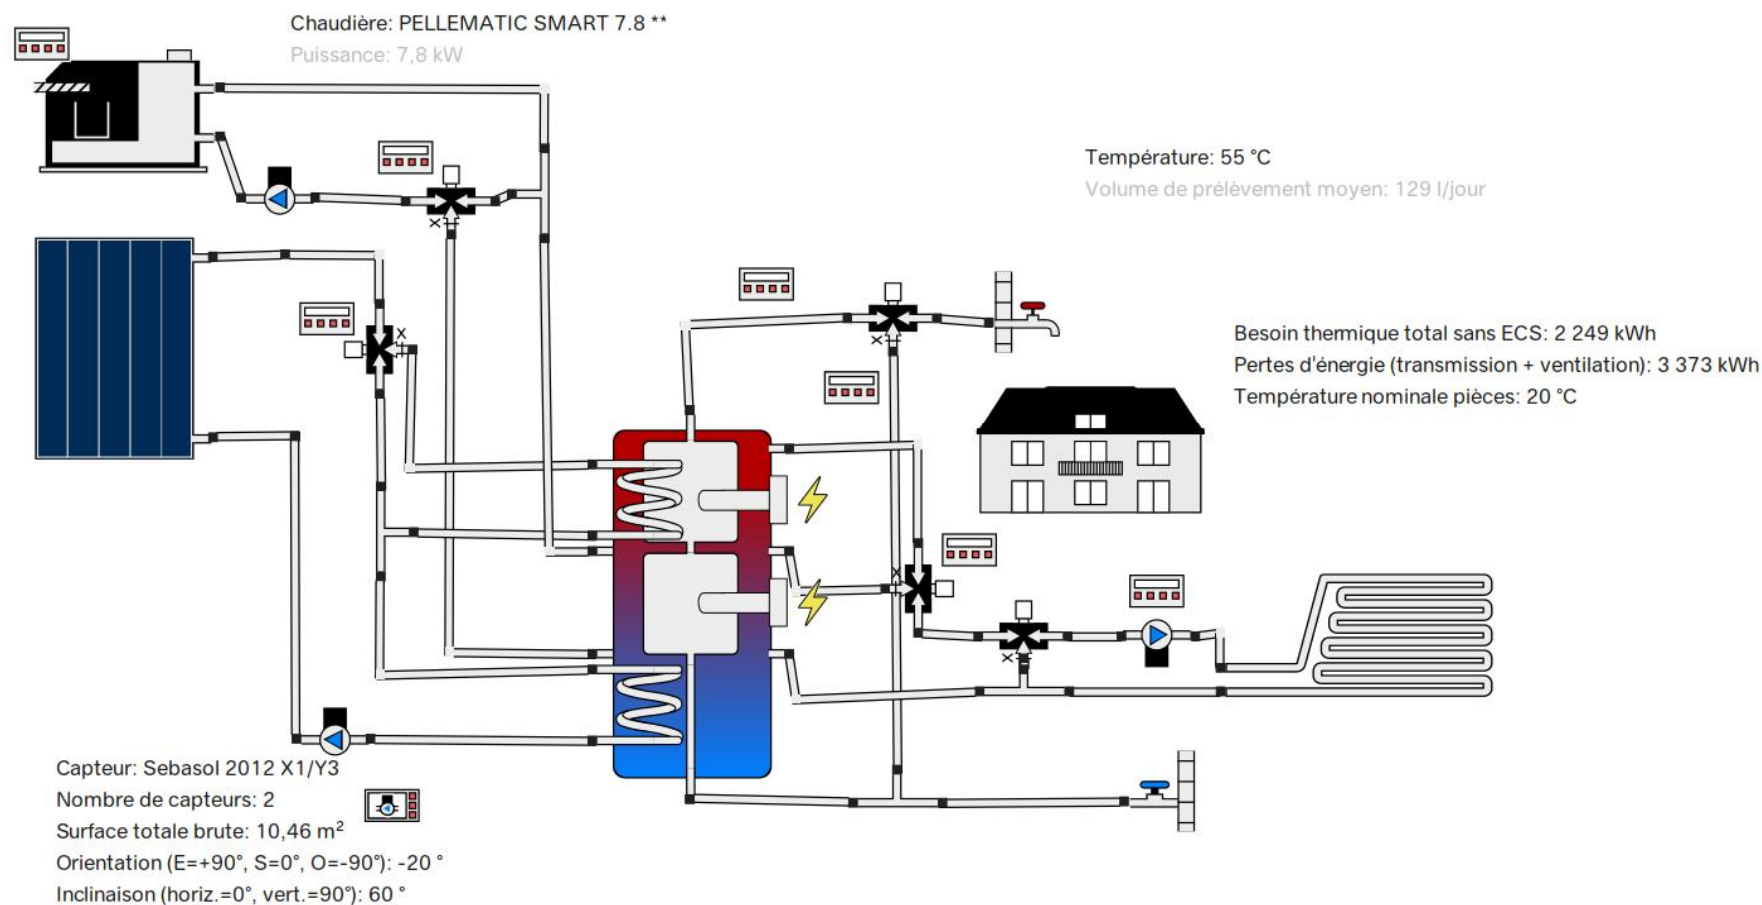 Chaudière: PELLEMATIC SMART 7.8 **
Puissance: 7,8 kW
Température: 55 °C
Volume de prélèvement moyen: 129 l/jour
Besoin thermique total sans ECS: 2 249 kWh
Pertes d'énergie (transmission + ventilation): 3 373 kWh
Température nominale pièces: 20 °C
X
X
X
X
X
Capteur: Sebasol 2012 X1/Y3
Nombre de capteurs: 2
Surface totale brute: 10,46 m²
Orientation (E=+90°, S=0°, O=-90°): -20 °
Inclinaison (horiz.=0°, vert.=90°): 60 °